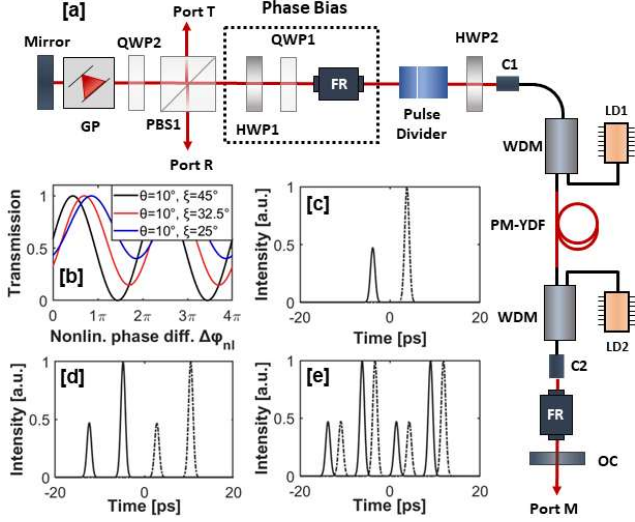 [a]
Port T
Phase Bias
Mirror
QWP2
QWP1
HWP2
C1
FR
GP
PBS1
HWP1
Pulse
Divider
Port R
WDM
LD1
[b]
Transmission
1
0.5
0
0
1π
2π
3π
4π
Nonlin. phase diff. Δφnl
θ=10°, ξ=45°
θ=10°, ξ=32.5°
θ=10°, ξ=25°
[c]
Intensity [a.u.]
1
0.5
0
-20
0
20
Time [ps]
PM-YDF
WDM
LD2
C2
FR
OC
Port M
[d]
Intensity [a.u.]
1
0.5
0
-20
0
20
Time [ps]
[e]
Intensity [a.u.]
1
0.5
0
-20
0
20
Time [ps]